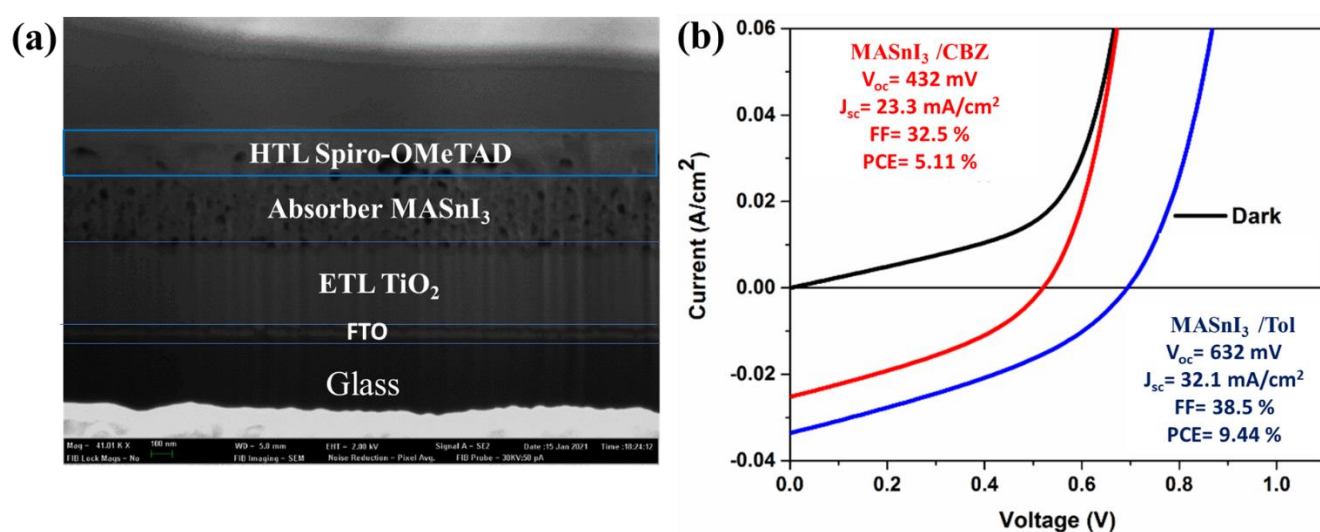 (a)
HTL Spiro-OMeTAD
Absorber MASnI₃
ETL TiO₂
FTO
Glass
Mag = 41.01 K X
100 nm
WD = 5.0 mm
EHT = 2.00 kV
Signal A = SE2
Date :15 Jan 2021
Time :18:24:12
FIB Lock Mags = No
FIB Imaging = SEM
Noise Reduction = Pixel Avg.
FIB Probe = 30KV:50 pA
(b)
0.06
0.04
0.02
0.00
-0.02
-0.04
Current (A/cm²)
MASnI₃ /CBZ
Vₒc= 432 mV
Jsc= 23.3 mA/cm²
FF= 32.5 %
PCE= 5.11 %
Dark
MASnI₃ /Tol
Vₒc= 632 mV
Jsc= 32.1 mA/cm²
FF= 38.5 %
PCE= 9.44 %
0.0 0.2 0.4 0.6 0.8 1.0
Voltage (V)